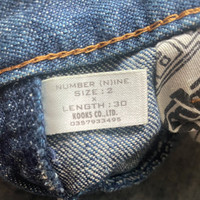 NUMBER (N)INE
SIZE:2
X
LENGTH:30
KOOKS CO.,LTD.
0357933495